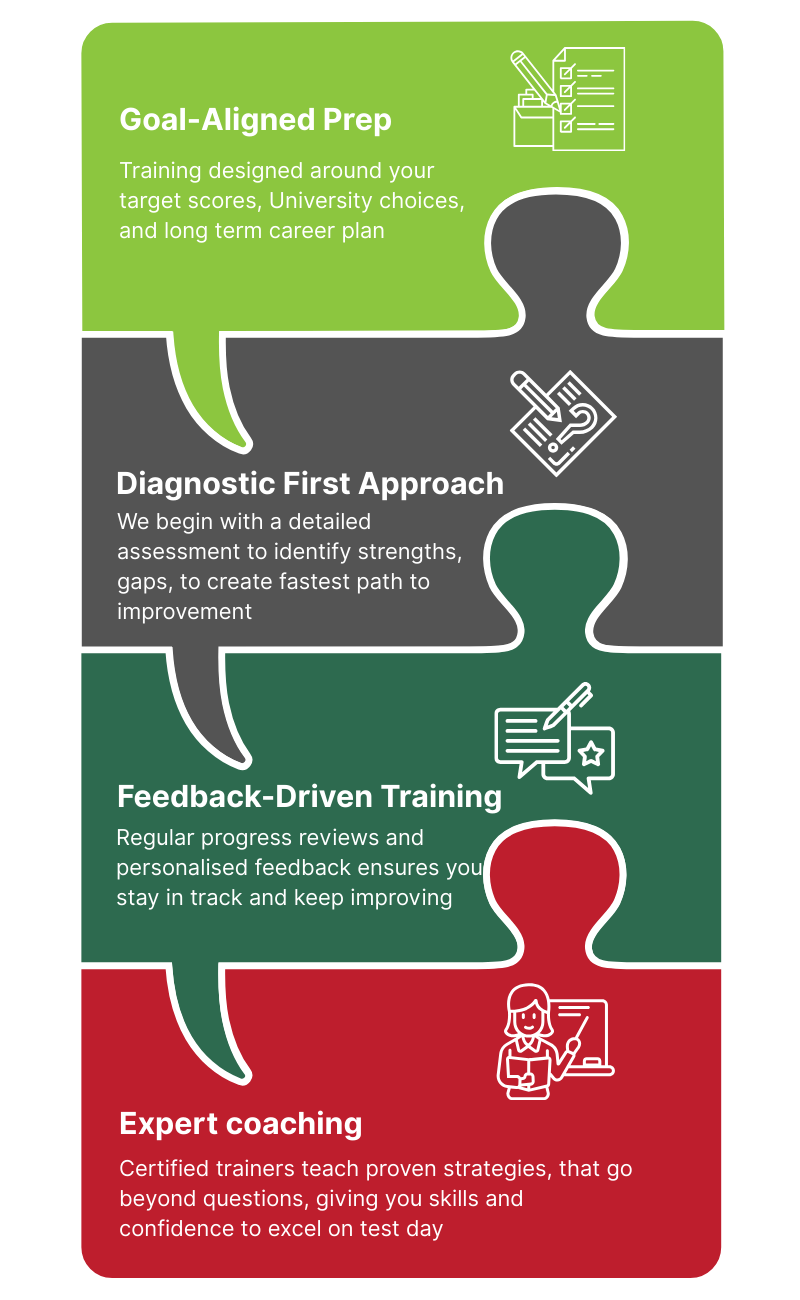 Goal-Aligned Prep
Training designed around your
target scores, University choices,
and long term career plan
Diagnostic First Approach
We begin with a detailed
assessment to identify strengths,
gaps, to create fastest path to
improvement
Feedback-Driven Training
Regular progress reviews and
personalised feedback ensures you
stay in track and keep improving
Expert coaching
Certified trainers teach proven strategies, that go
beyond questions, giving you skills and
confidence to excel on test day